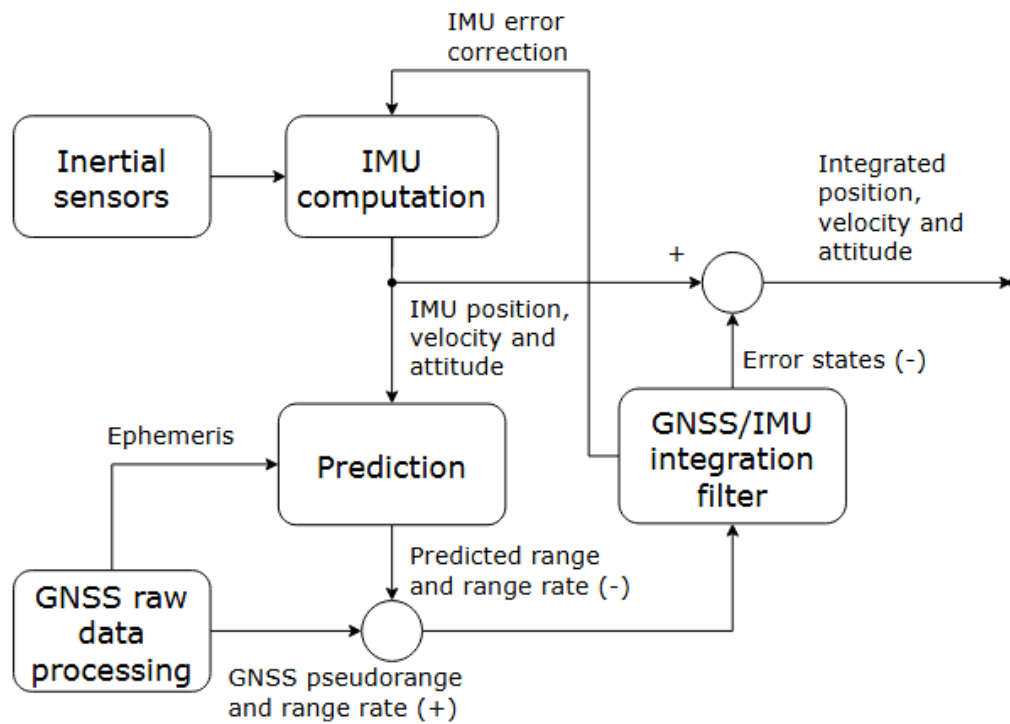 IMU error
correction
Inertial
sensors
IMU
computation
Integrated
position,
velocity and
attitude
+
IMU position,
velocity and
attitude
Error states (-)
Ephemeris
Prediction
GNSS/IMU
integration
filter
Predicted range
and range rate (-)
GNSS raw
data
processing
GNSS pseudorange
and range rate (+)